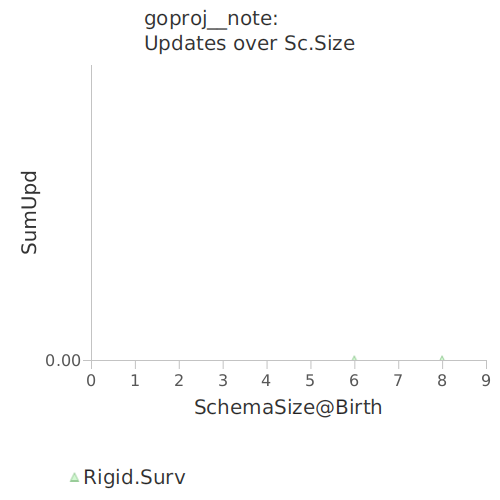 goproj__note:
Updates over Sc.Size
SumUpd
0.00
0 1 2 3 4 5 6 7 8 9
SchemaSize@Birth
Rigid.Surv